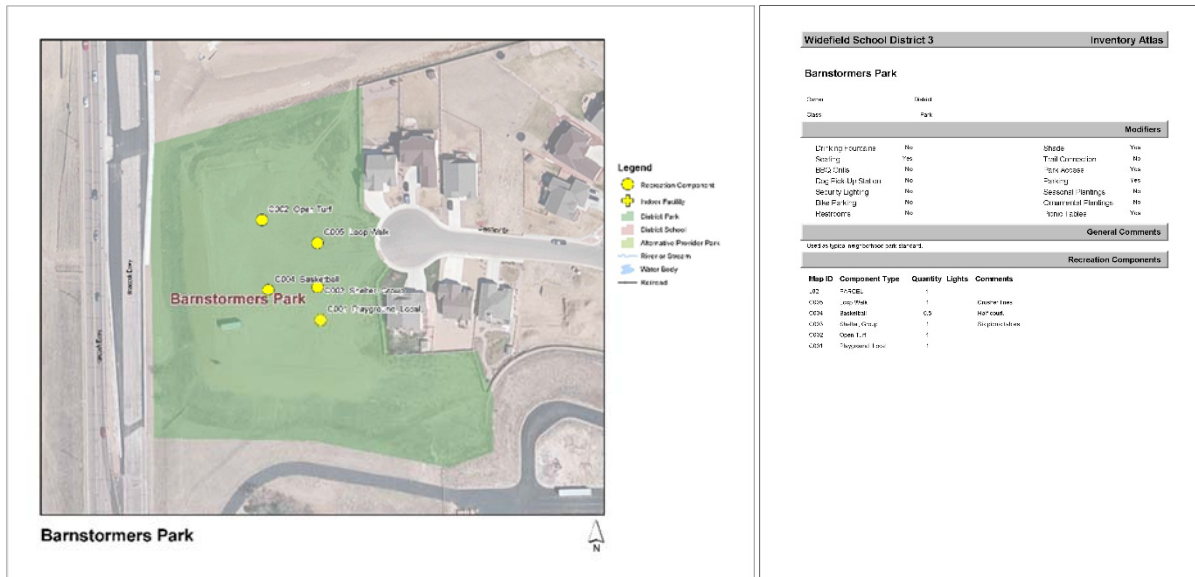 C002 Open Turf
C005 Loop Walk
C004 Basketball
C003 Shelter, Group
Barnstormers Park
C001 Playground, Local
Legend
Recreation Component
Indoor Facility
District Park
District School
Alternative Provider Park
River or Stream
Water Body
Railroad
Barnstormers Park
N
Widefield School District 3 Inventory Atlas
Barnstormers Park
Owner District
Class Park
Modifiers
Drinking Fountains No Shade Yes
Seating Yes Trail Connection No
BBQ Grills No Park Access Yes
Dog Pick-Up Station No Parking Yes
Security Lighting No Seasonal Plantings No
Bike Parking No Ornamental Plantings No
Restrooms No Picnic Tables Yes
General Comments
Used as typical neighborhood park standard.
Recreation Components
Map ID Component Type Quantity Lights Comments
PARCEL 1
C005 Loop Walk 1 Crusher fines
C004 Basketball 0.5 Half court.
C003 Shelter, Group 1 Six picnic tables
C002 Open Turf 1
C001 Playground, Local 1